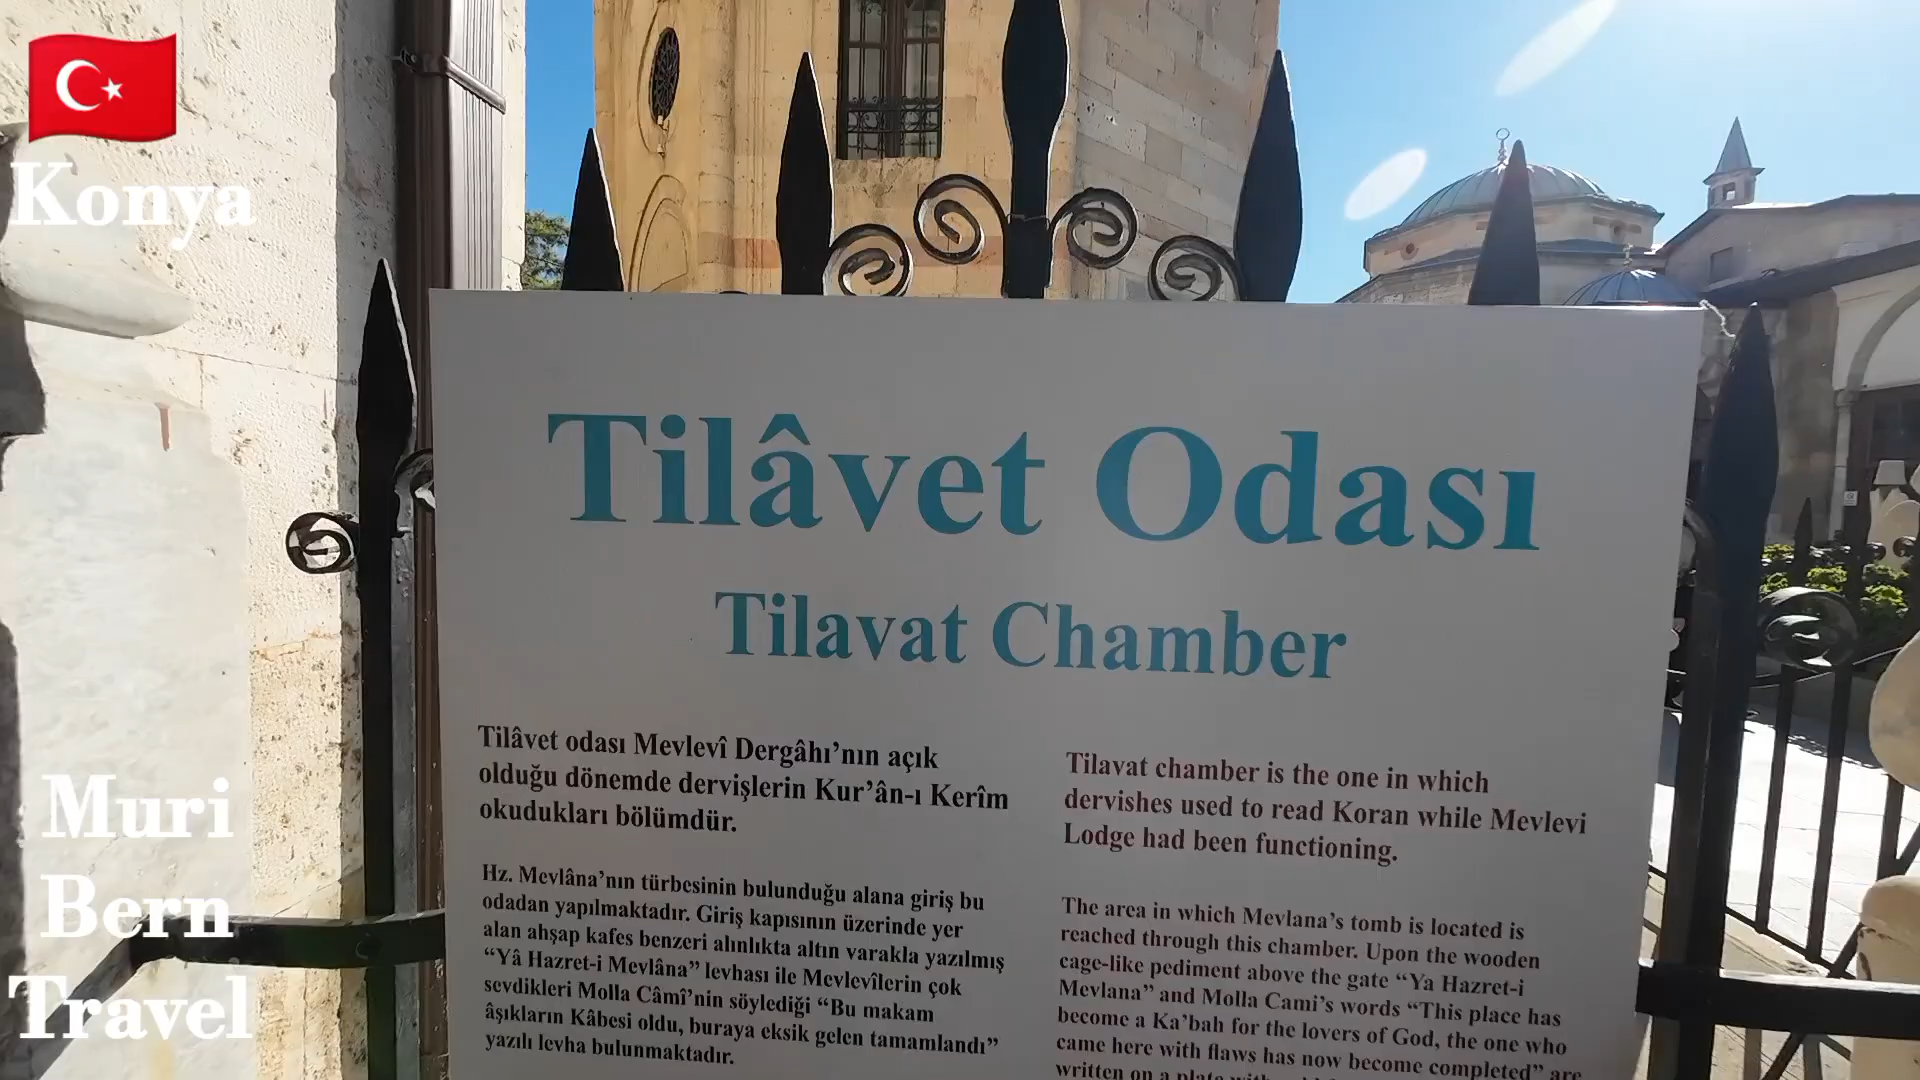 Konya
Muri
Bern
Travel
Tilâvet Odası
Tilavat Chamber
Tilâvet odası Mevlevî Dergâhı’nın açık
olduğu dönemde dervişlerin Kur’ân-ı Kerîm
okudukları bölümdür.
Hz. Mevlâna’nın türbesinin bulunduğu alana giriş bu
odadan yapılmaktadır. Giriş kapısının üzerinde yer
alan ahşap kafes benzeri alınlıkta altın varakla yazılmış
“Yâ Hazret-i Mevlâna” levhası ile Mevlevîlerin çok
sevdikleri Molla Câmî’nin söylediği “Bu makam
âşıkların Kâbesi oldu, buraya eksik gelen tamamlandı”
yazılı levha bulunmaktadır.
Tilavat chamber is the one in which
dervishes used to read Koran while Mevlevi
Lodge had been functioning.
The area in which Mevlana’s tomb is located is
reached through this chamber. Upon the wooden
cage-like pediment above the gate “Ya Hazret-i
Mevlana” and Molla Cami’s words “This place has
become a Ka’bah for the lovers of God, the one who
came here with flaws has now become completed” are
written on a plate